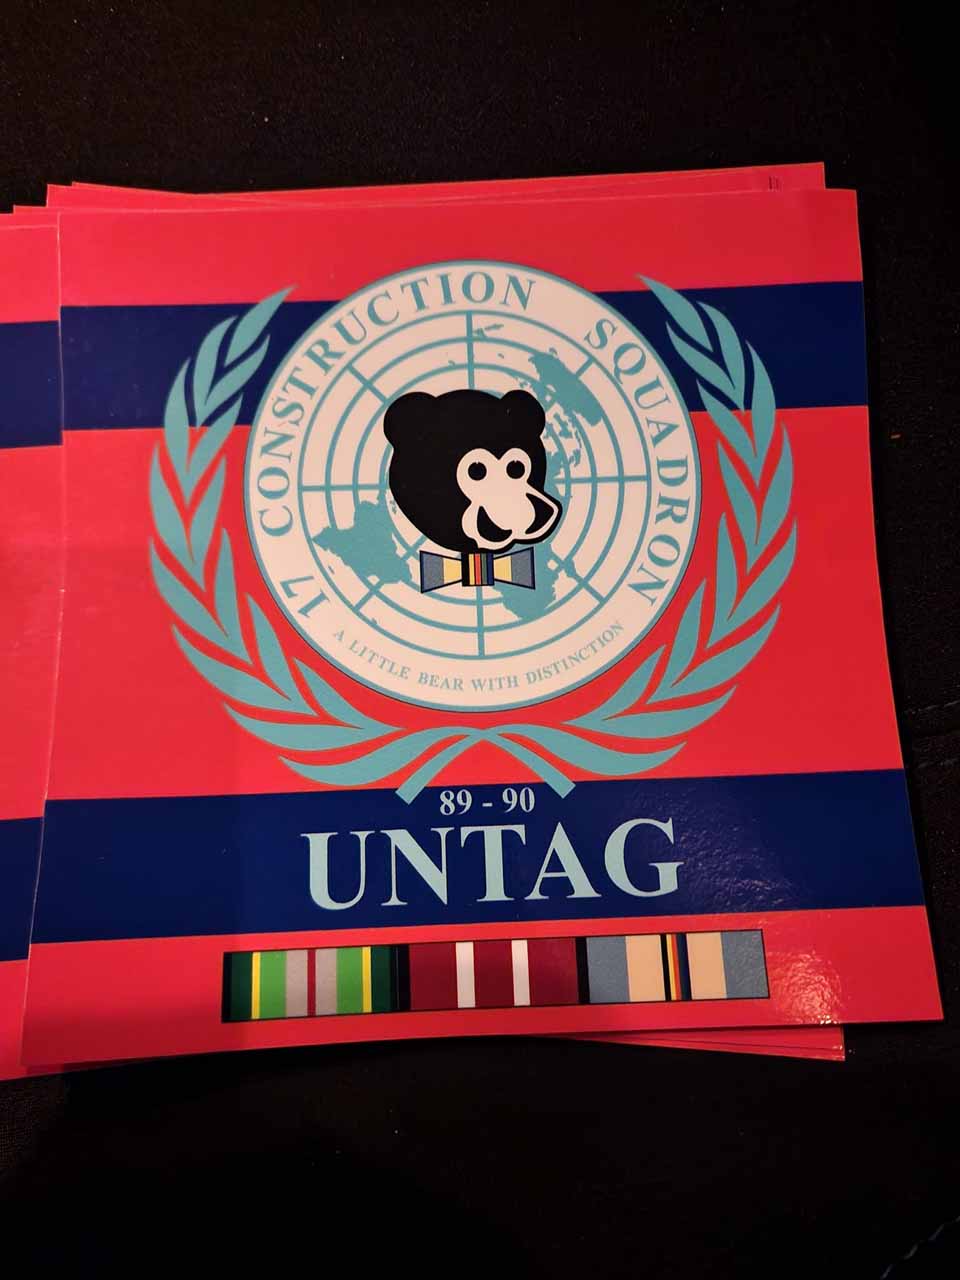 17 CONSTRUCTION SQUADRON
A LITTLE BEAR WITH DISTINCTION
89 - 90
UNTAG